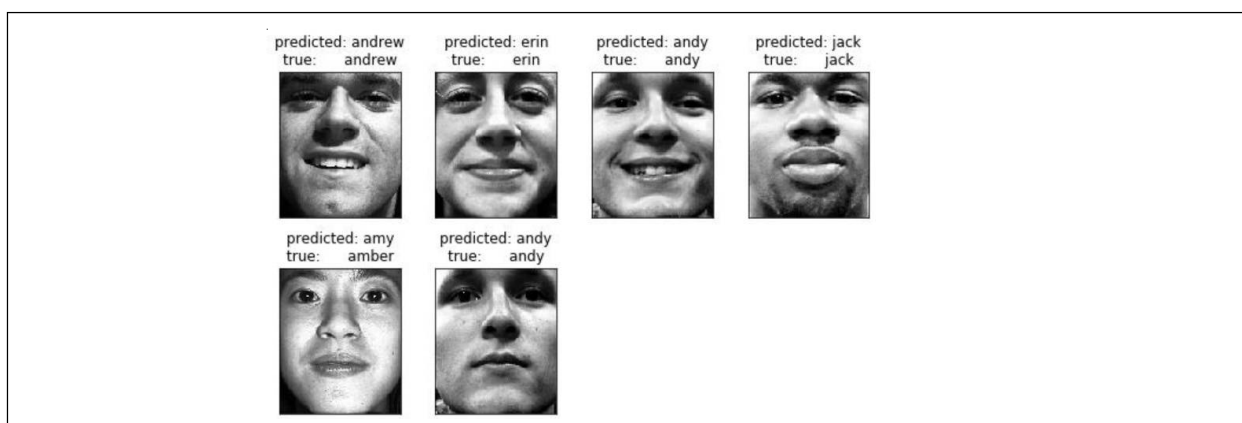 predicted: andrew
true: andrew
predicted: erin
true: erin
predicted: andy
true: andy
predicted: jack
true: jack
predicted: amy
true: amber
predicted: andy
true: andy